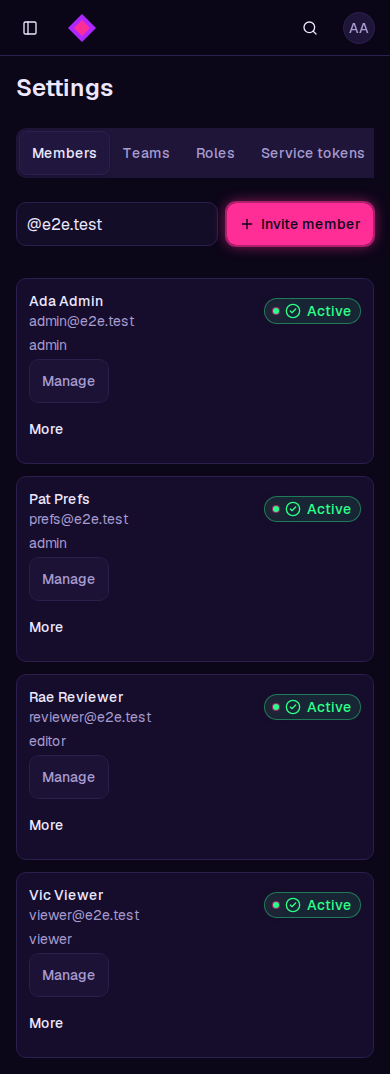 AA
Settings
Members Teams Roles Service tokens
@e2e.test + Invite member
Ada Admin
admin@e2e.test
Active
admin
Manage
More
Pat Prefs
prefs@e2e.test
Active
admin
Manage
More
Rae Reviewer
reviewer@e2e.test
Active
editor
Manage
More
Vic Viewer
viewer@e2e.test
Active
viewer
Manage
More